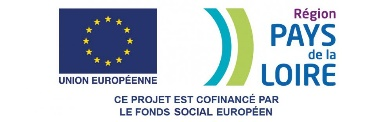 UNION EUROPÉENNE
Région
PAYS
de la
LOIRE
CE PROJET EST COFINANCÉ PAR
LE FONDS SOCIAL EUROPÉEN